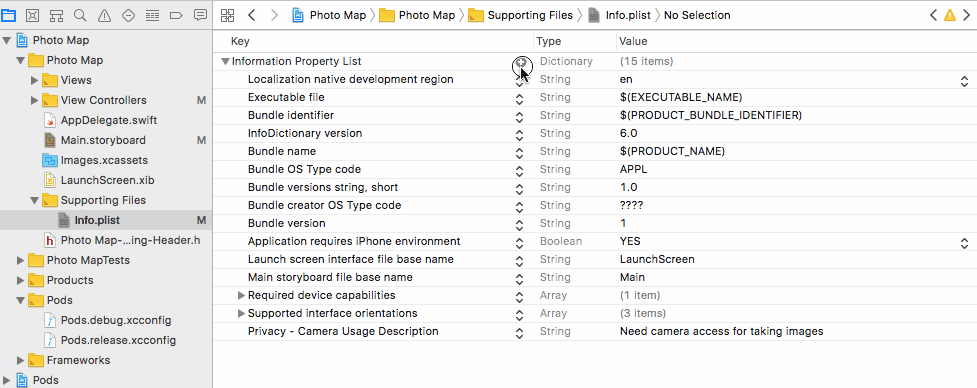 Photo Map Photo Map Supporting Files Info.plist No Selection
Photo Map
Photo Map
Views
View Controllers M
AppDelegate.swift
Main.storyboard M
Images.xcassets
LaunchScreen.xib
Supporting Files
Info.plist M
h Photo Map-...ing-Header.h
Photo MapTests
Products
Pods
Pods.debug.xcconfig
Pods.release.xcconfig
Frameworks
Pods
Key Type Value
Information Property List Dictionary (15 items)
Localization native development region String en
Executable file String $(EXECUTABLE_NAME)
Bundle identifier String $(PRODUCT_BUNDLE_IDENTIFIER)
InfoDictionary version String 6.0
Bundle name String $(PRODUCT_NAME)
Bundle OS Type code String APPL
Bundle versions string, short String 1.0
Bundle creator OS Type code String ????
Bundle version String 1
Application requires iPhone environment Boolean YES
Launch screen interface file base name String LaunchScreen
Main storyboard file base name String Main
Required device capabilities Array (1 item)
Supported interface orientations Array (3 items)
Privacy - Camera Usage Description String Need camera access for taking images